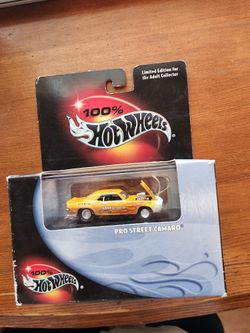 Limited Edition for
the Adult Collector
100%
Hot Wheels
PRO STREET CAMARO
100%
Hot Wheels